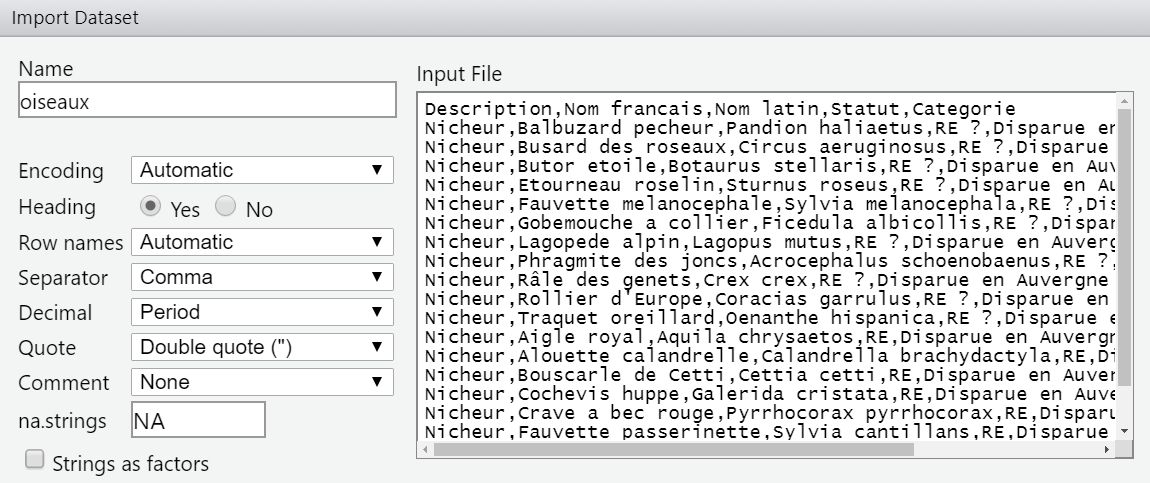 Import Dataset
Name
oiseaux
Encoding Automatic
Heading Yes No
Row names Automatic
Separator Comma
Decimal Period
Quote Double quote (")
Comment None
na.strings NA
Strings as factors
Input File
Description,Nom francais,Nom latin,Statut,Categorie
Nicheur,Balbuzard pecheur,Pandion haliaetus,RE ?,Disparue en
Nicheur,Busard des roseaux,Circus aeruginosus,RE ?,Disparue
Nicheur,Butor etoile,Botaurus stellaris,RE ?,Disparue en Auv
Nicheur,Etourneau roselin,Sturnus roseus,RE ?,Disparue en Au
Nicheur,Fauvette melanocephale,Sylvia melanocephala,RE ?,Dis
Nicheur,Gobemouche a collier,Ficedula albicollis,RE ?,Dispar
Nicheur,Lagopede alpin,Lagopus mutus,RE ?,Disparue en Auverg
Nicheur,Phragmite des joncs,Acrocephalus schoenobaenus,RE ?,
Nicheur,Râle des genets,Crex crex,RE ?,Disparue en Auvergne
Nicheur,Rollier d'Europe,Coracias garrulus,RE ?,Disparue en
Nicheur,Traquet oreillard,Oenanthe hispanica,RE ?,Disparue e
Nicheur,Aigle royal,Aquila chrysaetos,RE,Disparue en Auvergn
Nicheur,Alouette calandrelle,Calandrella brachydactyla,RE,Di
Nicheur,Bouscarle de Cetti,Cettia cetti,RE,Disparue en Auver
Nicheur,Cochevis huppe,Galerida cristata,RE,Disparue en Auve
Nicheur,Crave a bec rouge,Pyrrhocorax pyrrhocorax,RE,Disparu
Nicheur,Fauvette passerinette,Sylvia cantillans,RE,Disparue